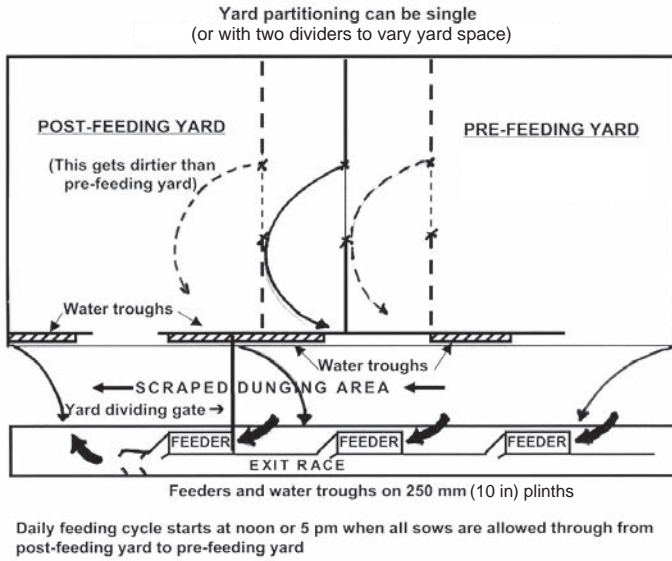 Yard partitioning can be single
(or with two dividers to vary yard space)
POST-FEEDING YARD
PRE-FEEDING YARD
(This gets dirtier than
pre-feeding yard)
Water troughs
Water troughs
SCRAPED DUNGING AREA
Yard dividing gate
FEEDER
FEEDER
FEEDER
EXIT RACE
Feeders and water troughs on 250 mm (10 in) plinths
Daily feeding cycle starts at noon or 5 pm when all sows are allowed through from
post-feeding yard to pre-feeding yard